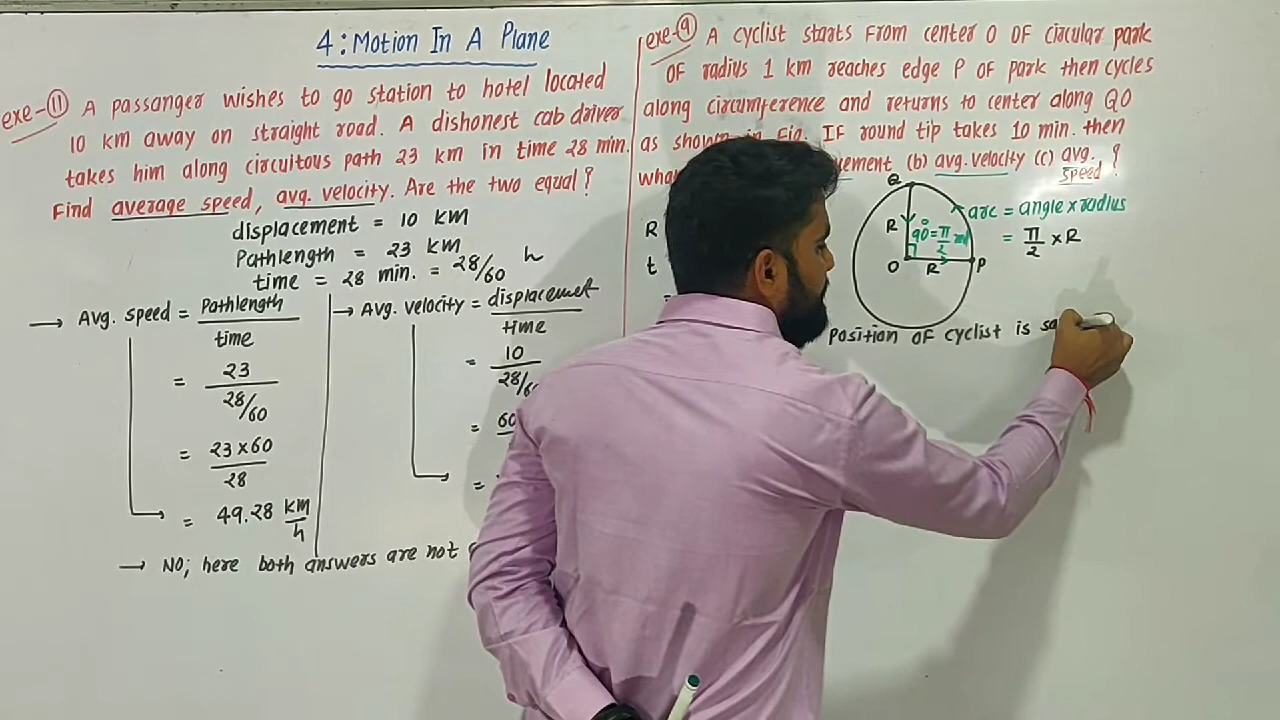 4: Motion In A Plane
exe-11 A passanger wishes to go station to hotel located
10 km away on straight road. A dishonest cab driver
takes him along circuitous path 23 km in time 28 min.
Find average speed, avg. velocity. Are the two equal?
displacement = 10 KM
Pathlength = 23 KM
time = 28 min. = 28/60 h
→ Avg. speed = Pathlength
time
= 23
28/60
= 23 x 60
28
= 49.28 km
h
→ Avg. velocity = displacemet
time
= 10
28/6
= 60
=
→ NO; here both answers are not
exe-9 A cyclist starts From center O OF circular park
OF radius 1 km reaches edge P OF park then cycles
along circumference and returns to center along QO
as shown in Fig. IF round tip takes 10 min. then
(b) avg. velocity (c) avg. speed ?
R
t
Q
R
90° = π/2 rad
O R P
arc = angle x radius
= π/2 x R
Position OF cyclist is sa